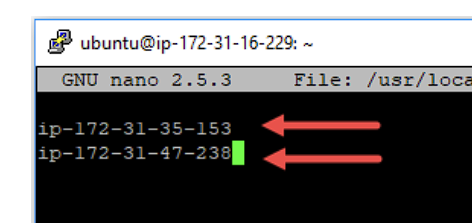 ubuntu@ip-172-31-16-229: ~
GNU nano 2.5.3 File: /usr/loca
ip-172-31-35-153
ip-172-31-47-238